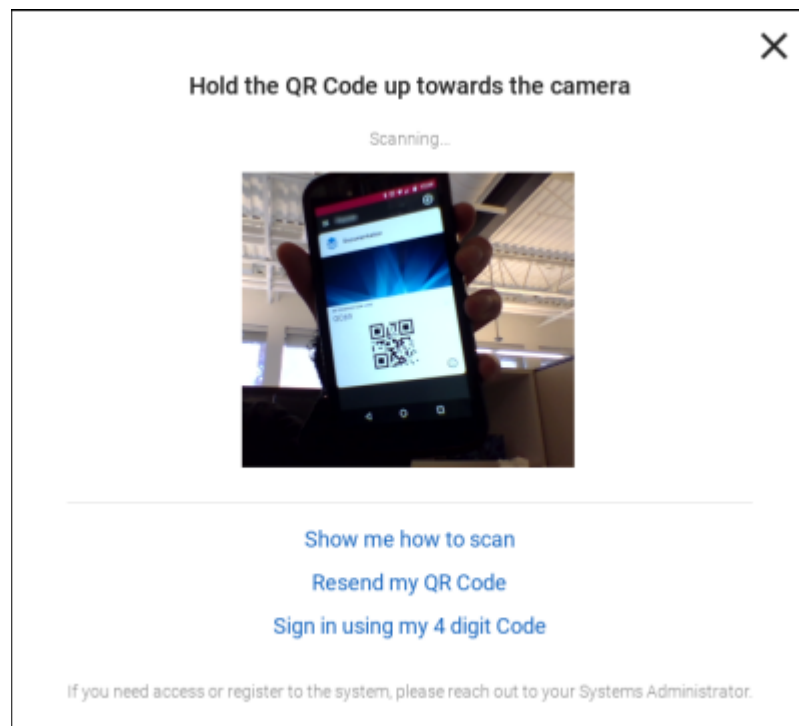 Hold the QR Code up towards the camera
Scanning...
Documentation
Show me how to scan
Resend my QR Code
Sign in using my 4 digit Code
If you need access or register to the system, please reach out to your Systems Administrator.